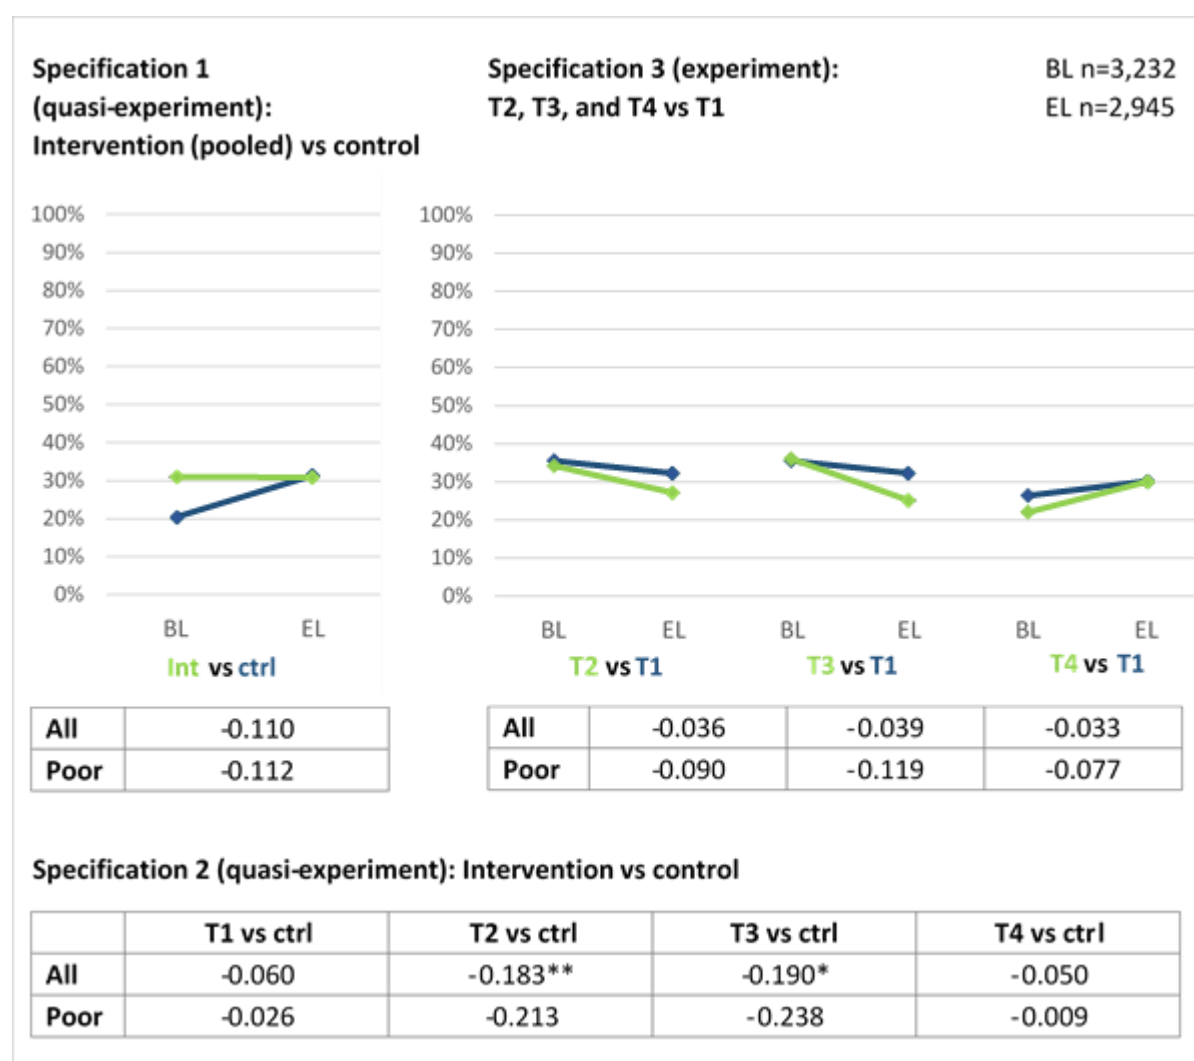 Specification 1
(quasi-experiment):
Intervention (pooled) vs control
Specification 3 (experiment):
T2, T3, and T4 vs T1
BL n=3,232
EL n=2,945
100%
90%
80%
70%
60%
50%
40%
30%
20%
10%
0%
BL EL
Int vs ctrl
100%
90%
80%
70%
60%
50%
40%
30%
20%
10%
0%
BL EL BL EL BL EL
T2 vs T1 T3 vs T1 T4 vs T1
All -0.110
Poor -0.112
All -0.036 -0.039 -0.033
Poor -0.090 -0.119 -0.077
Specification 2 (quasi-experiment): Intervention vs control
T1 vs ctrl T2 vs ctrl T3 vs ctrl T4 vs ctrl
All -0.060 -0.183** -0.190* -0.050
Poor -0.026 -0.213 -0.238 -0.009